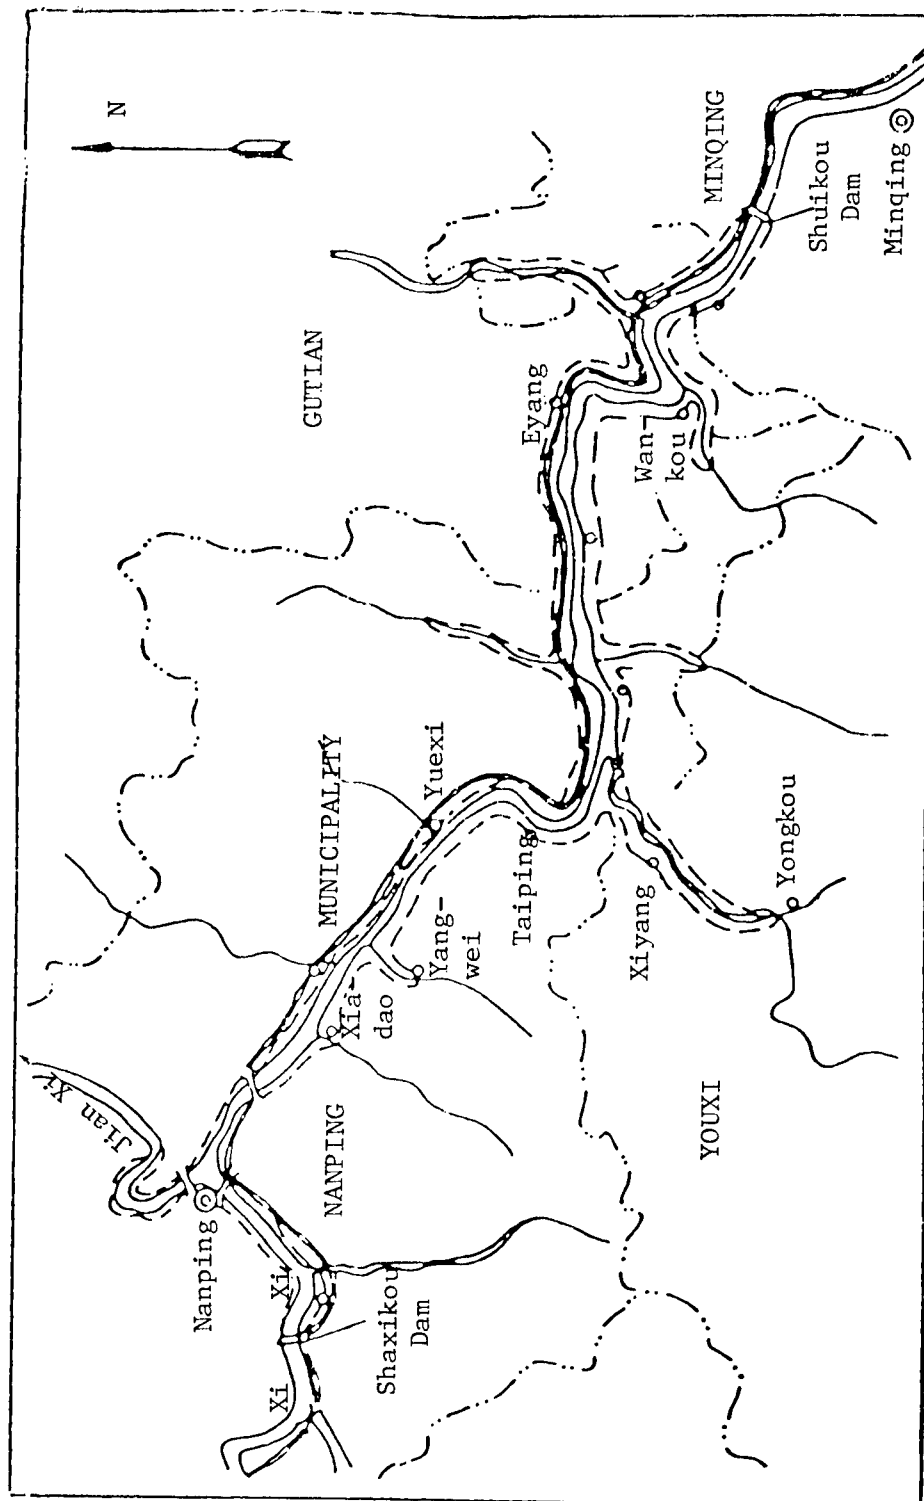 N
MINQING
Shuikou
Dam
Minqing
GUTIAN
Eyang
Wan-
kou
MUNICIPALITY
Yuexi
Taiping
Xiyang
Yongkou
Yang-
wei
Xia-
dao
Jian Xi
NANPING
YOUXI
Nanping
Xi
Shaxikou
Dam
Xi